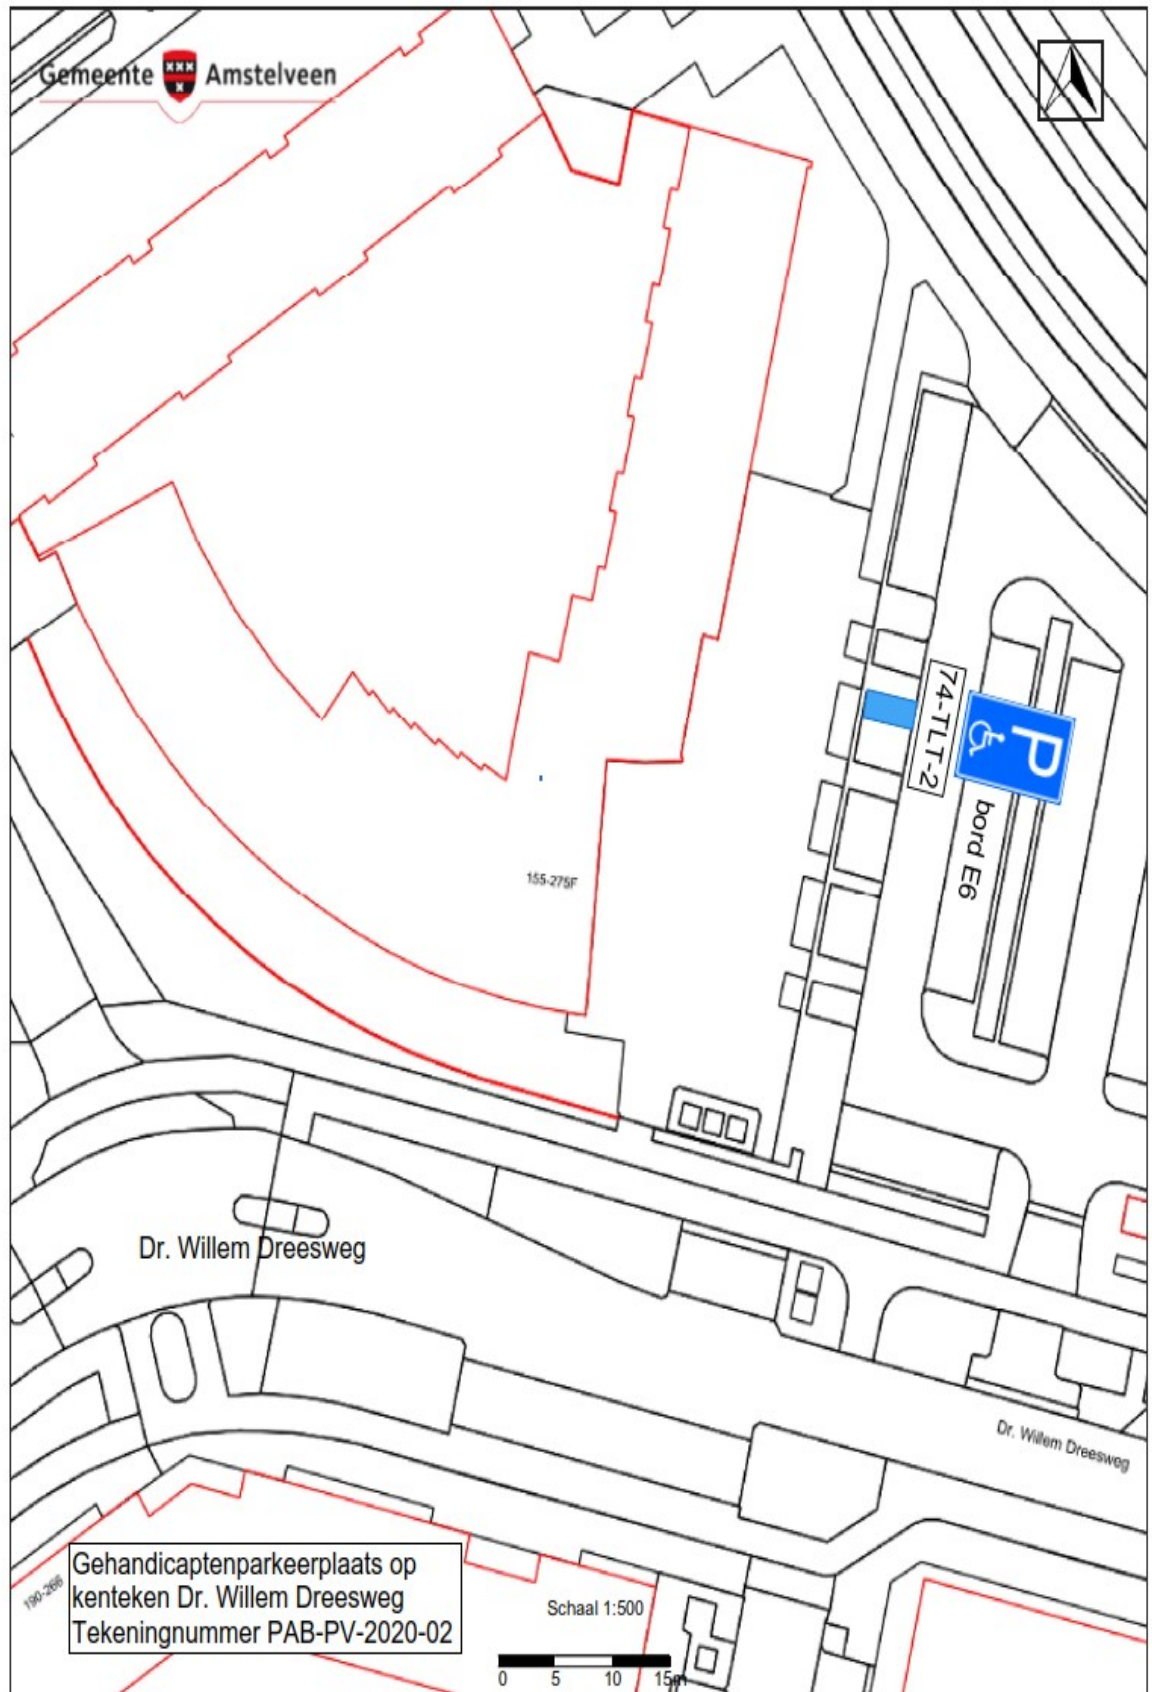 Gemeente Amstelveen
74-TLT-2
P
bord E6
155-275F
Dr. Willem Dreesweg
Dr. Willem Dreesweg
190-266
Gehandicaptenparkeerplaats op
kenteken Dr. Willem Dreesweg
Tekeningnummer PAB-PV-2020-02
Schaal 1:500
0 5 10 15m